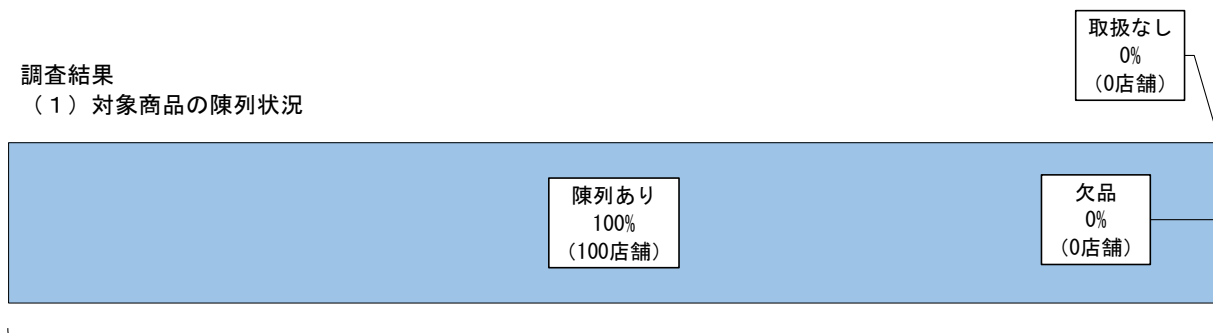 調査結果
（１）対象商品の陳列状況
取扱なし
0%
(0店舗)
陳列あり
100%
(100店舗)
欠品
0%
(0店舗)